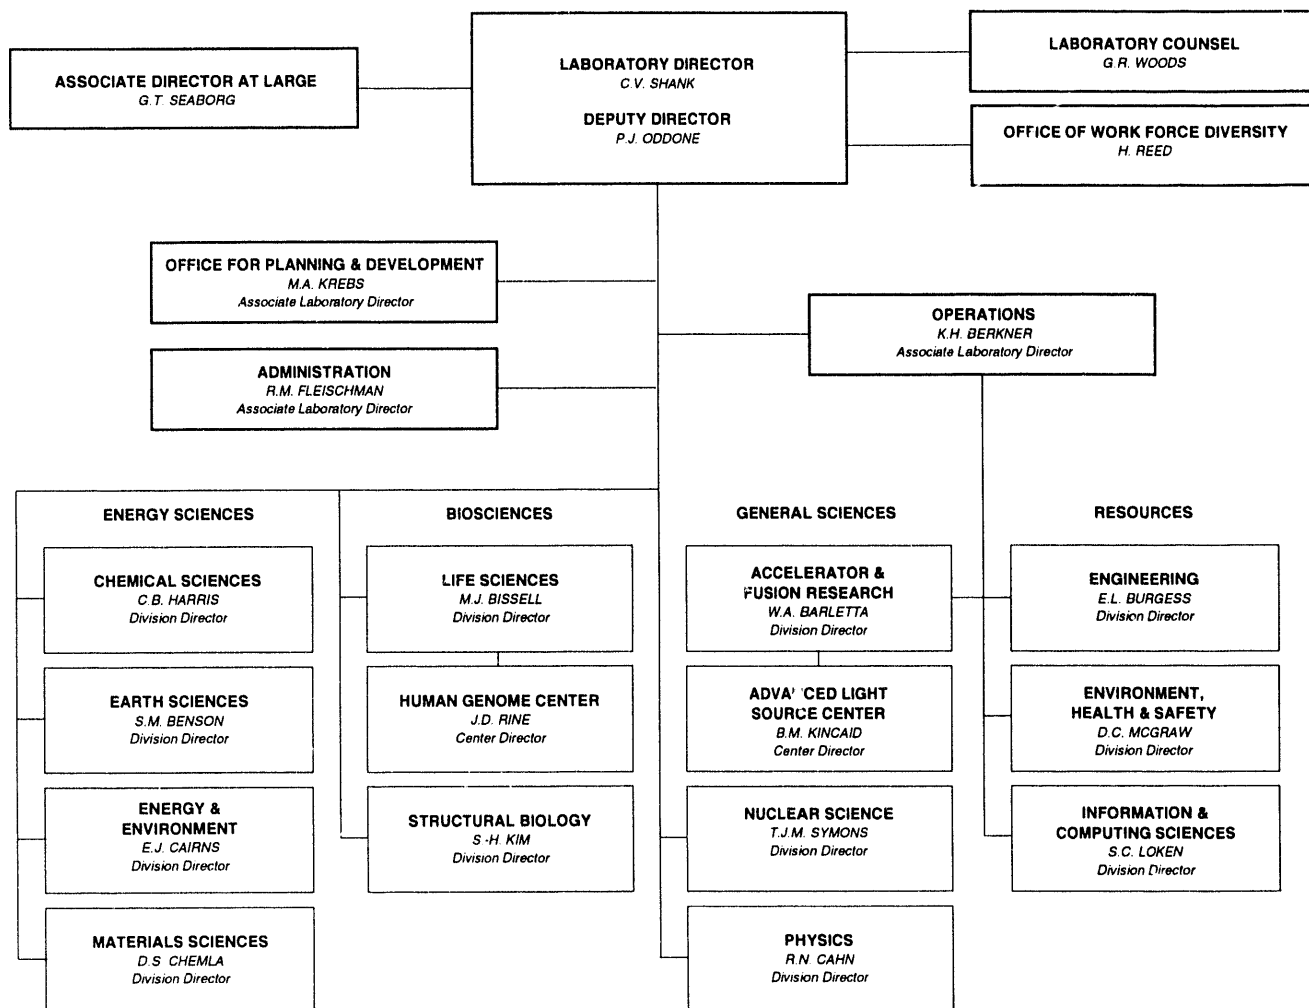 ASSOCIATE DIRECTOR AT LARGE
G.T. SEABORG
LABORATORY DIRECTOR
C.V. SHANK
DEPUTY DIRECTOR
P.J. ODDONE
LABORATORY COUNSEL
G.R. WOODS
OFFICE OF WORK FORCE DIVERSITY
H. REED
OFFICE FOR PLANNING & DEVELOPMENT
M.A. KREBS
Associate Laboratory Director
ADMINISTRATION
R.M. FLEISCHMAN
Associate Laboratory Director
OPERATIONS
K.H. BERKNER
Associate Laboratory Director
ENERGY SCIENCES
CHEMICAL SCIENCES
C.B. HARRIS
Division Director
EARTH SCIENCES
S.M. BENSON
Division Director
ENERGY &
ENVIRONMENT
E.J. CAIRNS
Division Director
MATERIALS SCIENCES
D.S. CHEMLA
Division Director
BIOSCIENCES
LIFE SCIENCES
M.J. BISSELL
Division Director
HUMAN GENOME CENTER
J.D. RINE
Center Director
STRUCTURAL BIOLOGY
S.-H. KIM
Division Director
GENERAL SCIENCES
ACCELERATOR &
FUSION RESEARCH
W.A. BARLETTA
Division Director
ADVANCED LIGHT
SOURCE CENTER
B.M. KINCAID
Center Director
NUCLEAR SCIENCE
T.J.M. SYMONS
Division Director
PHYSICS
R.N. CAHN
Division Director
RESOURCES
ENGINEERING
E.L. BURGESS
Division Director
ENVIRONMENT,
HEALTH & SAFETY
D.C. MCGRAW
Division Director
INFORMATION &
COMPUTING SCIENCES
S.C. LOKEN
Division Director